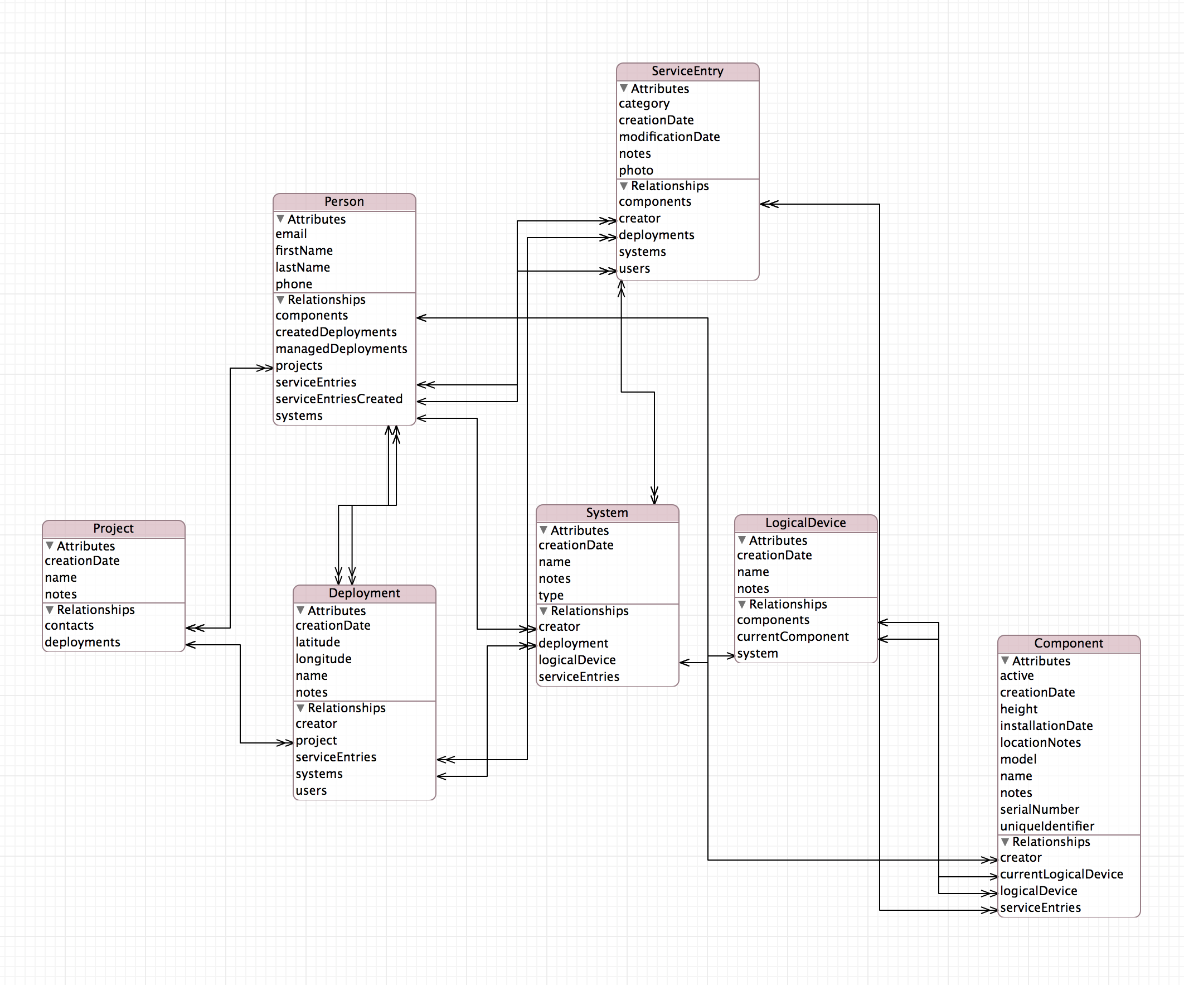 ServiceEntry
Attributes
category
creationDate
modificationDate
notes
photo
Relationships
components
creator
deployments
systems
users
Person
Attributes
email
firstName
lastName
phone
Relationships
components
createdDeployments
managedDeployments
projects
serviceEntries
serviceEntriesCreated
systems
Project
Attributes
creationDate
name
notes
Relationships
contacts
deployments
Deployment
Attributes
creationDate
latitude
longitude
name
notes
Relationships
creator
project
serviceEntries
systems
users
System
Attributes
creationDate
name
notes
type
Relationships
creator
deployment
logicalDevice
serviceEntries
LogicalDevice
Attributes
creationDate
name
notes
Relationships
components
currentComponent
system
Component
Attributes
active
creationDate
height
installationDate
locationNotes
model
name
notes
serialNumber
uniqueIdentifier
Relationships
creator
currentLogicalDevice
logicalDevice
serviceEntries